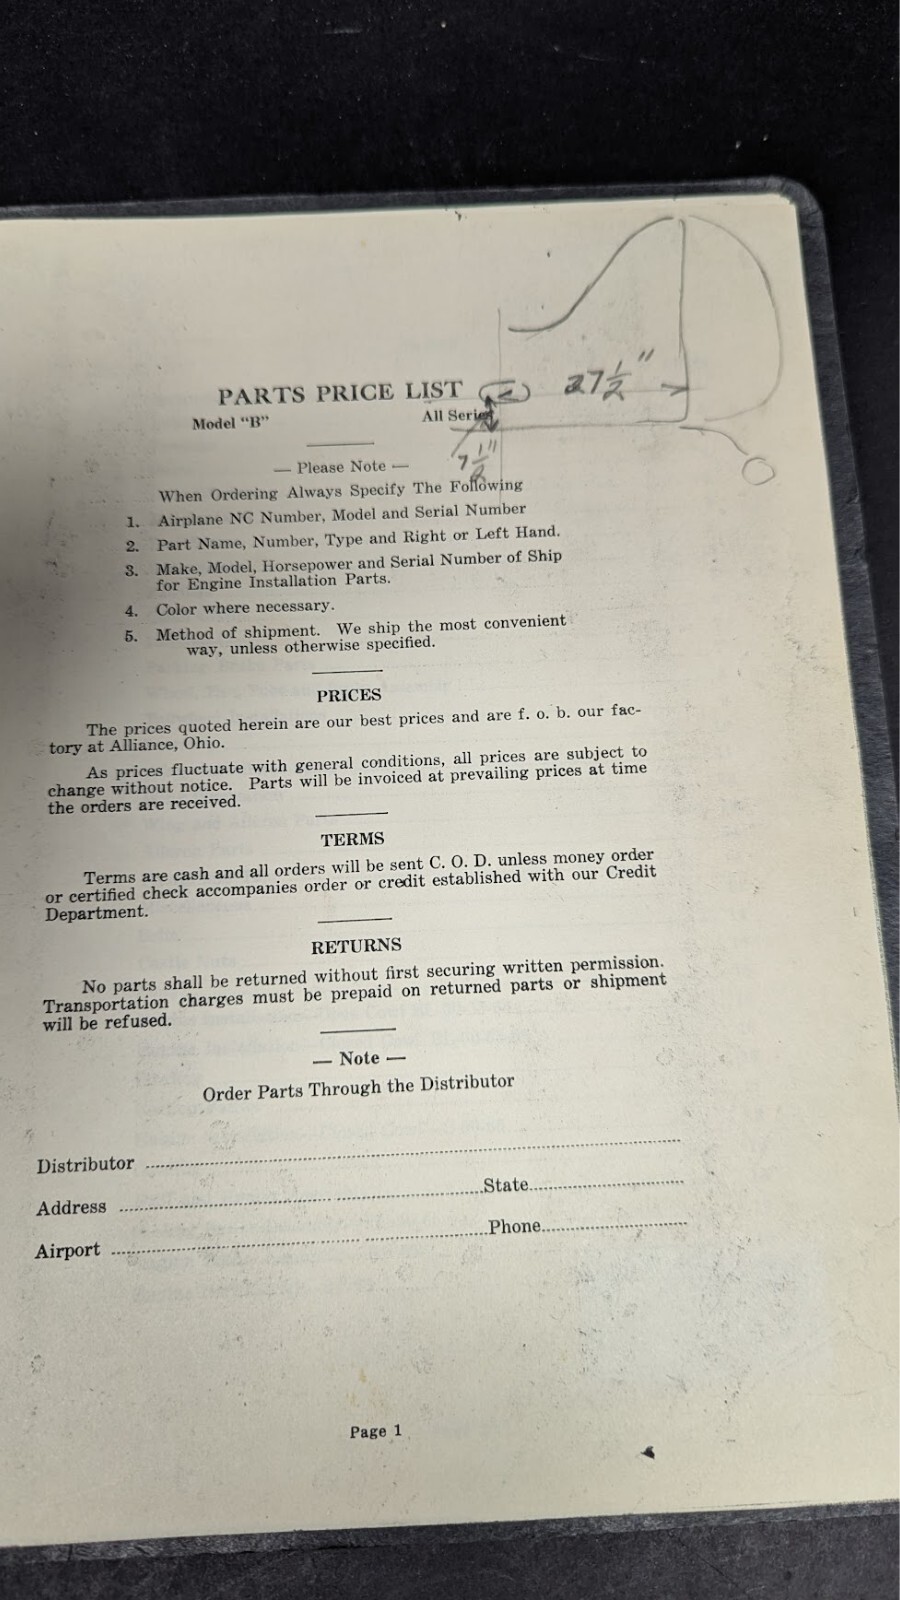 PARTS PRICE LIST
27 1/2"
Model "B" All Series
7 1/2"
— Please Note —
When Ordering Always Specify The Following
1. Airplane NC Number, Model and Serial Number
2. Part Name, Number, Type and Right or Left Hand.
3. Make, Model, Horsepower and Serial Number of Ship
for Engine Installation Parts.
4. Color where necessary.
5. Method of shipment. We ship the most convenient
way, unless otherwise specified.
PRICES
The prices quoted herein are our best prices and are f. o. b. our fac-
tory at Alliance, Ohio.
As prices fluctuate with general conditions, all prices are subject to
change without notice. Parts will be invoiced at prevailing prices at time
the orders are received.
TERMS
Terms are cash and all orders will be sent C. O. D. unless money order
or certified check accompanies order or credit established with our Credit
Department.
RETURNS
No parts shall be returned without first securing written permission.
Transportation charges must be prepaid on returned parts or shipment
will be refused.
— Note —
Order Parts Through the Distributor
Distributor
Address State
Airport Phone
Page 1